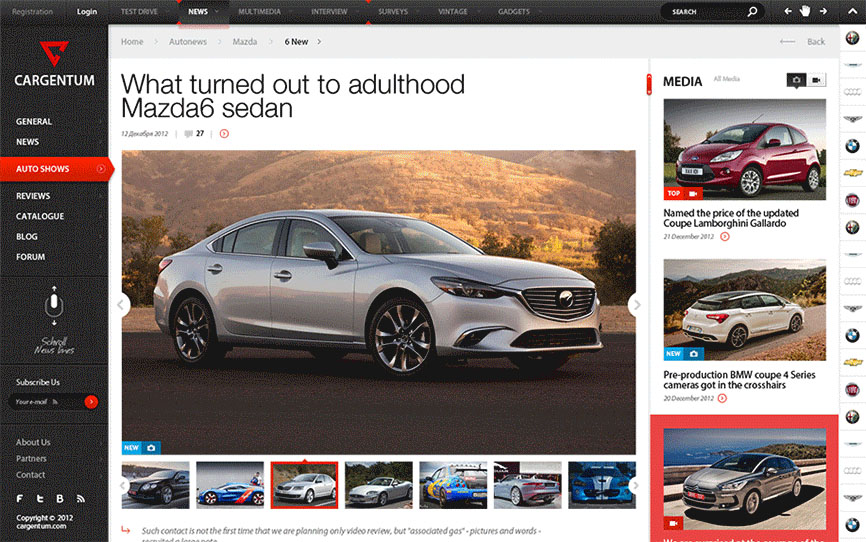 Registration
Login
TEST DRIVE
NEWS
MULTIMEDIA
INTERVIEW
SURVEYS
VINTAGE
GADGETS
SEARCH
CARGENTUM
GENERAL
NEWS
AUTO SHOWS
REVIEWS
CATALOGUE
BLOG
FORUM
Schroll
News lines
Subscribe Us
Your e-mail
About Us
Partners
Contact
Copyright © 2012
cargentum.com
Home
Autonews
Mazda
6 New
Back
What turned out to adulthood
Mazda6 sedan
12 Декабря 2012
27
NEW
Such contact is not the first time that we are planning only video review, but "associated gas" - pictures and words -
recruited a large note
MEDIA
All Media
TOP
Named the price of the updated
Coupe Lamborghini Gallardo
21 December 2012
NEW
Pre-production BMW coupe 4 Series
cameras got in the crosshairs
20 December 2012